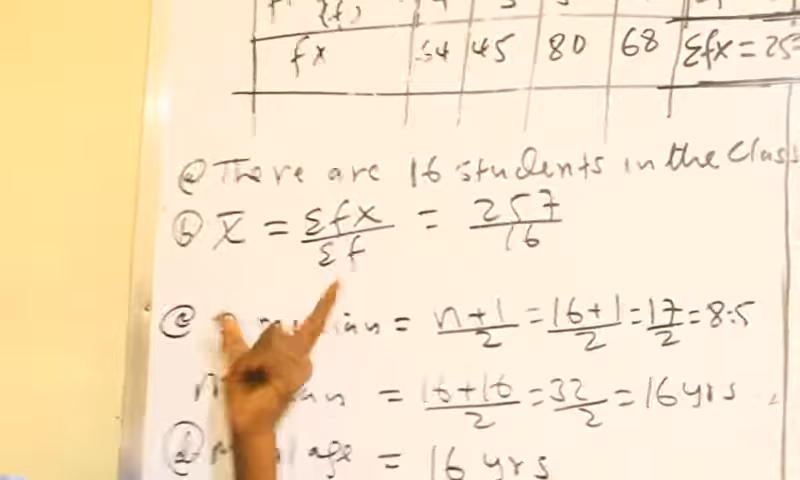 (f)
fx 54 45 80 68 Σfx = 257
ⓐ There are 16 students in the class
ⓑ x̄ = Σfx/Σf = 257/16
ⓒ = n+1/2 = 16+1/2 = 17/2 = 8.5
= 16+16/2 = 32/2 = 16yrs
ⓓ age = 16 yrs